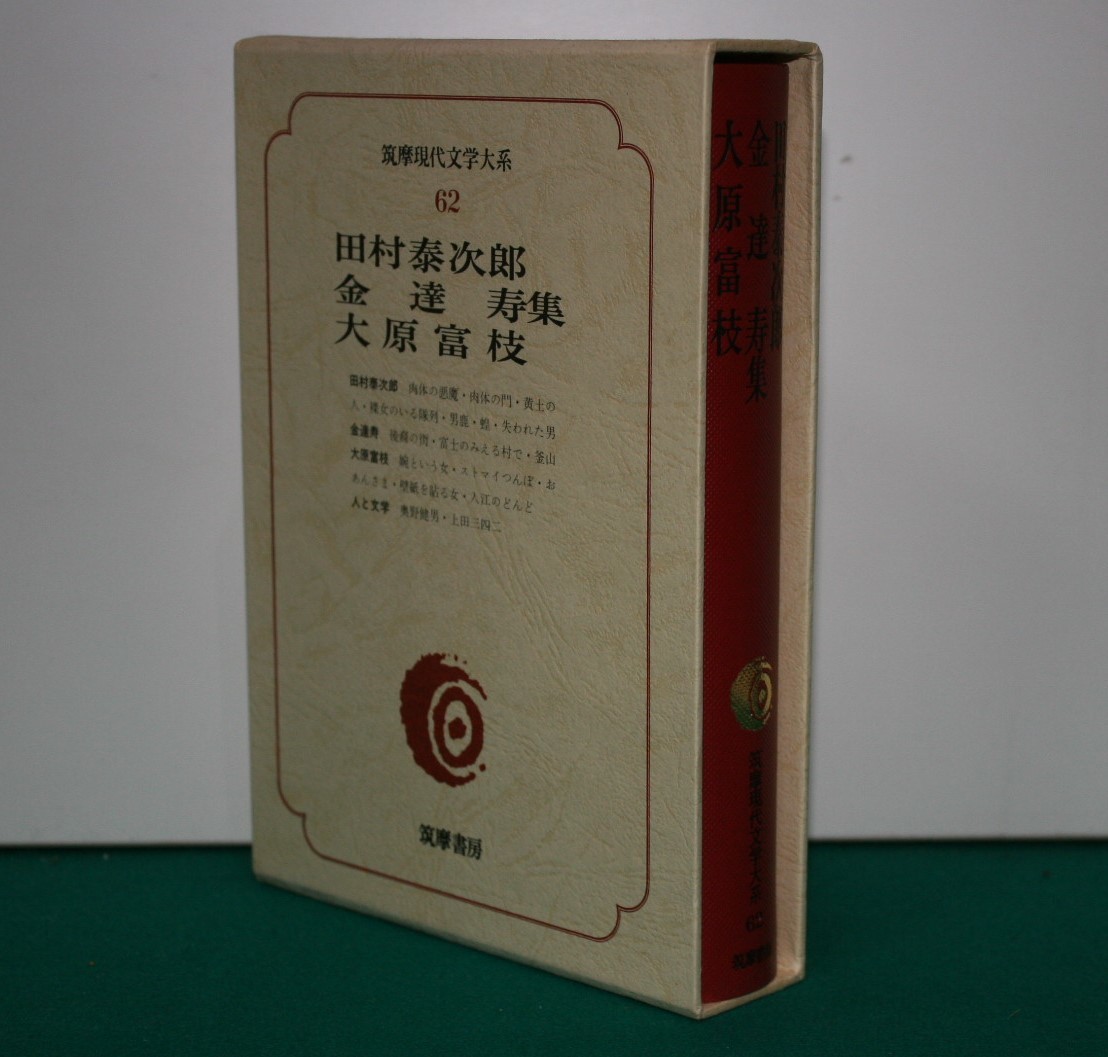 筑摩現代文学大系
62
田村泰次郎
金 達 寿集
大原富枝
田村泰次郎 肉体の悪魔・肉体の門・黄土の
人・裸女のいる隊列・男鹿・蝗・失われた男
金達寿 後裔の街・富士のみえる村で・釜山
大原富枝 婉という女・ストマイつんぼ・お
あんさま・壁紙を貼る女・入江のどんど
人と文学 奥野健男・上田三四二
筑摩書房
田村泰次郎
金 達 寿集
大原富枝
筑摩現代文学大系
62
筑摩書房